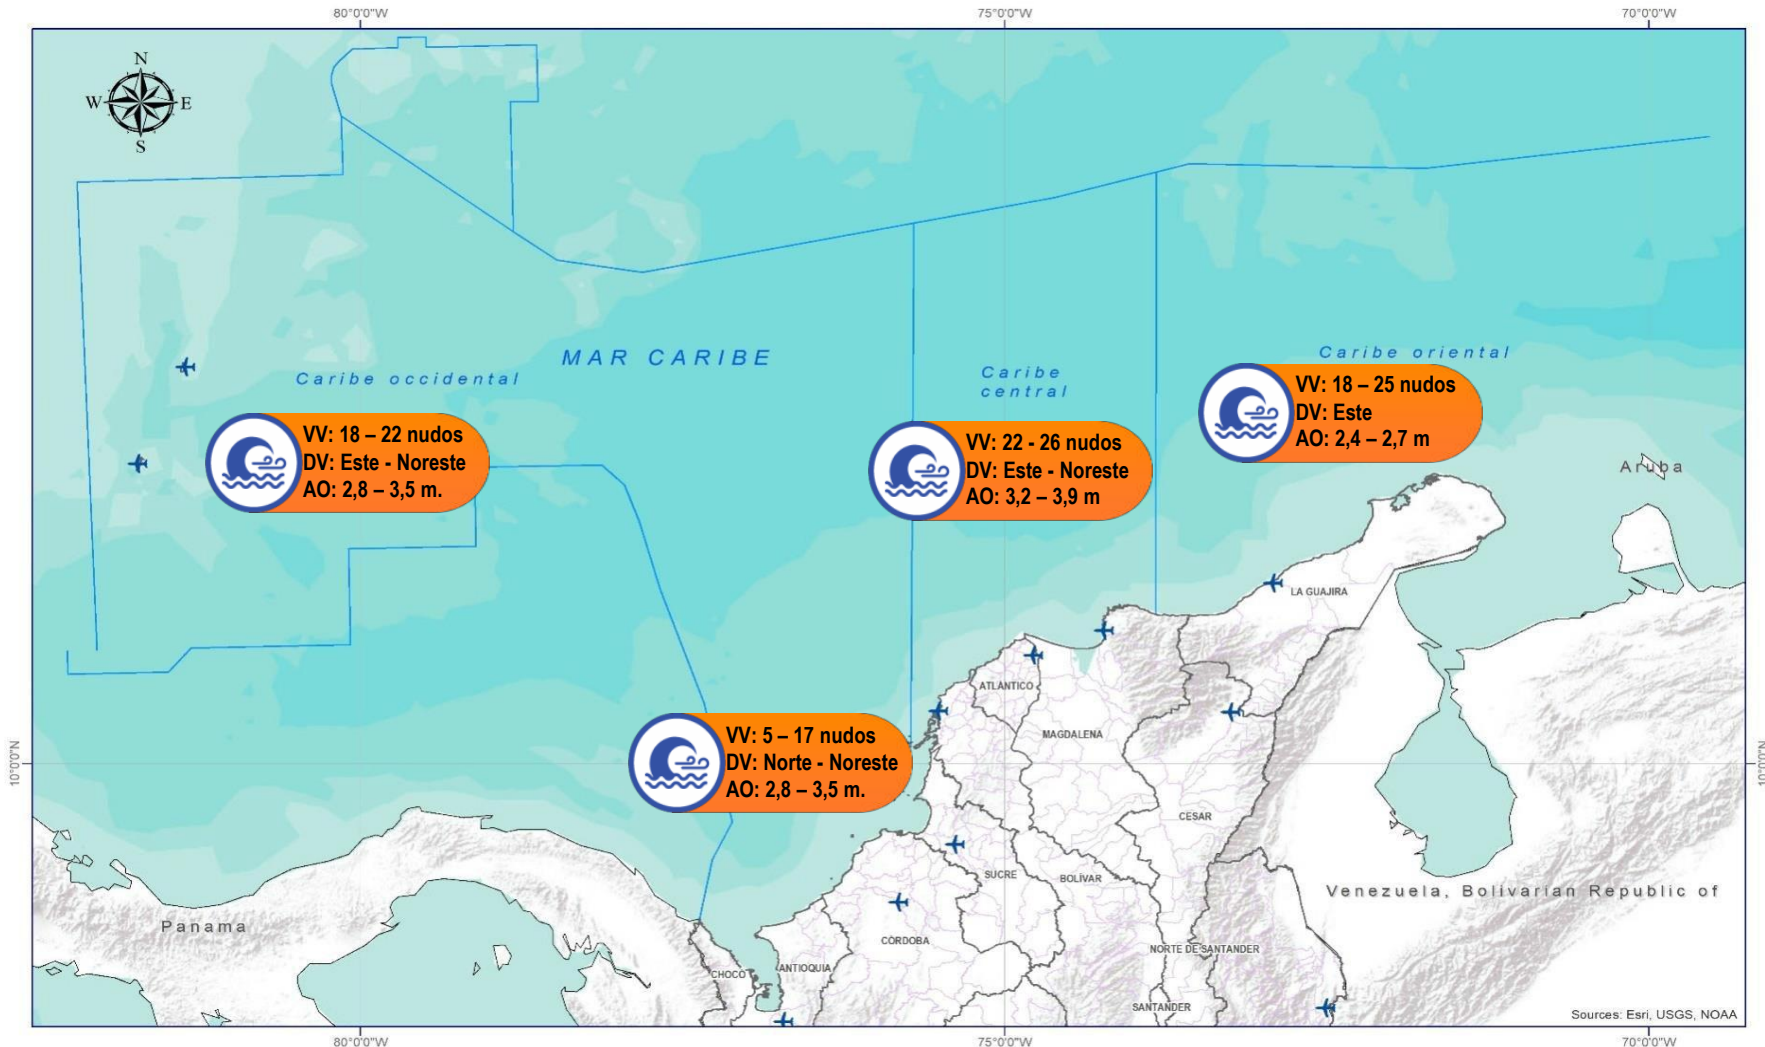 80°0'0"W
75°0'0"W
70°0'0"W
N
W
E
S
MAR CARIBE
Caribe occidental
Caribe
central
Caribe oriental
VV: 18 – 25 nudos
DV: Este
AO: 2,4 – 2,7 m
VV: 18 – 22 nudos
DV: Este - Noreste
AO: 2,8 – 3,5 m.
VV: 22 - 26 nudos
DV: Este - Noreste
AO: 3,2 – 3,9 m
Aruba
LA GUAJIRA
ATLÁNTICO
MAGDALENA
VV: 5 – 17 nudos
DV: Norte - Noreste
AO: 2,8 – 3,5 m.
10°0'0"N
10°0'0"N
CESAR
SUCRE
BOLÍVAR
Venezuela, Bolivarian Republic of
Panama
CÓRDOBA
NORTE DE SANTANDER
CHOCO
ANTIOQUIA
SANTANDER
Sources: Esri, USGS, NOAA
80°0'0"W
75°0'0"W
70°0'0"W